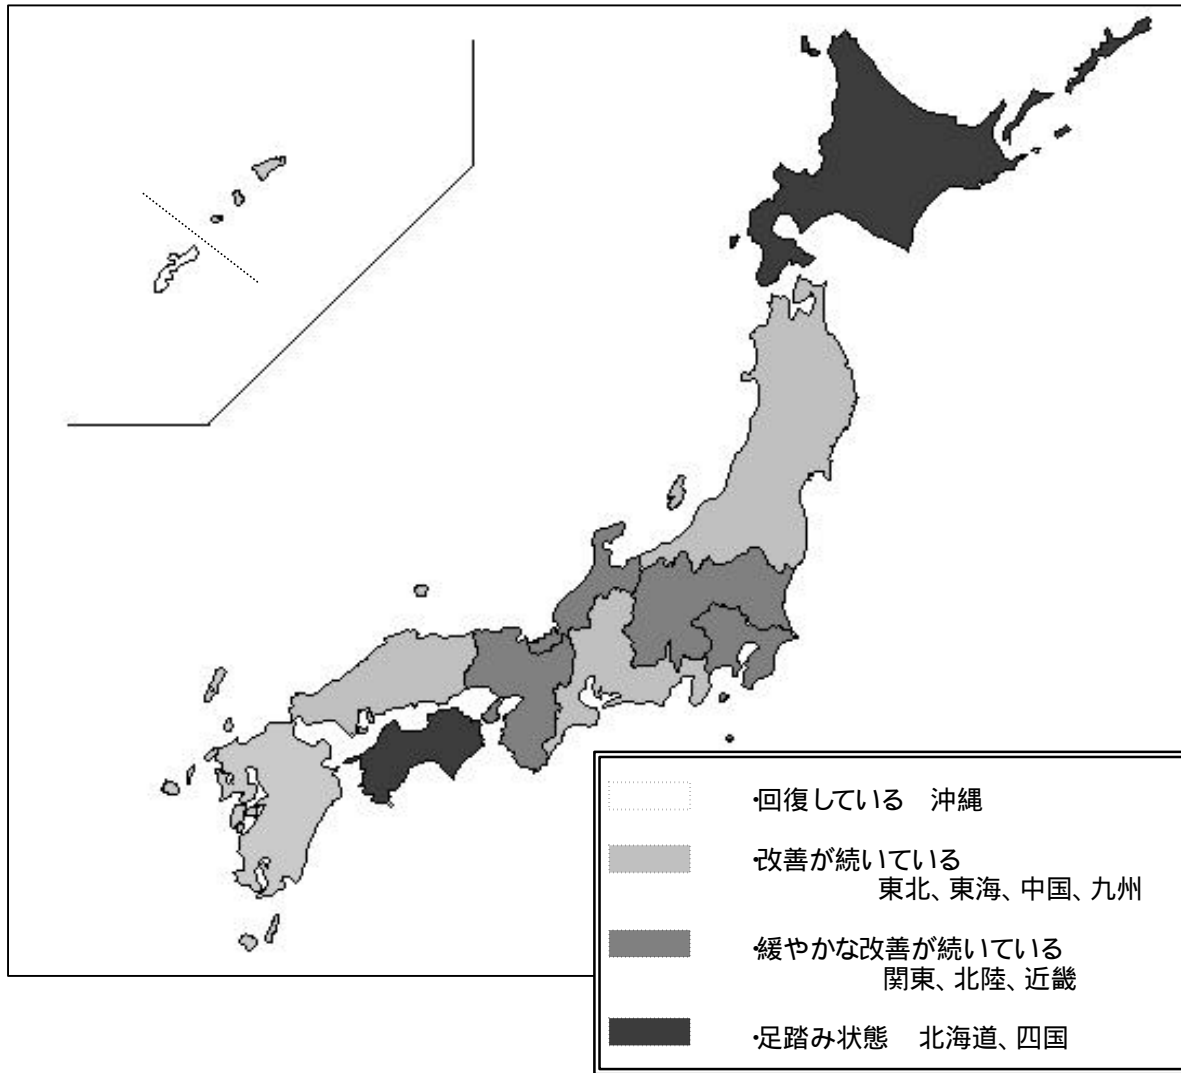 ・回復している　沖縄
・改善が続いている
東北、東海、中国、九州
・緩やかな改善が続いている
関東、北陸、近畿
・足踏み状態　北海道、四国